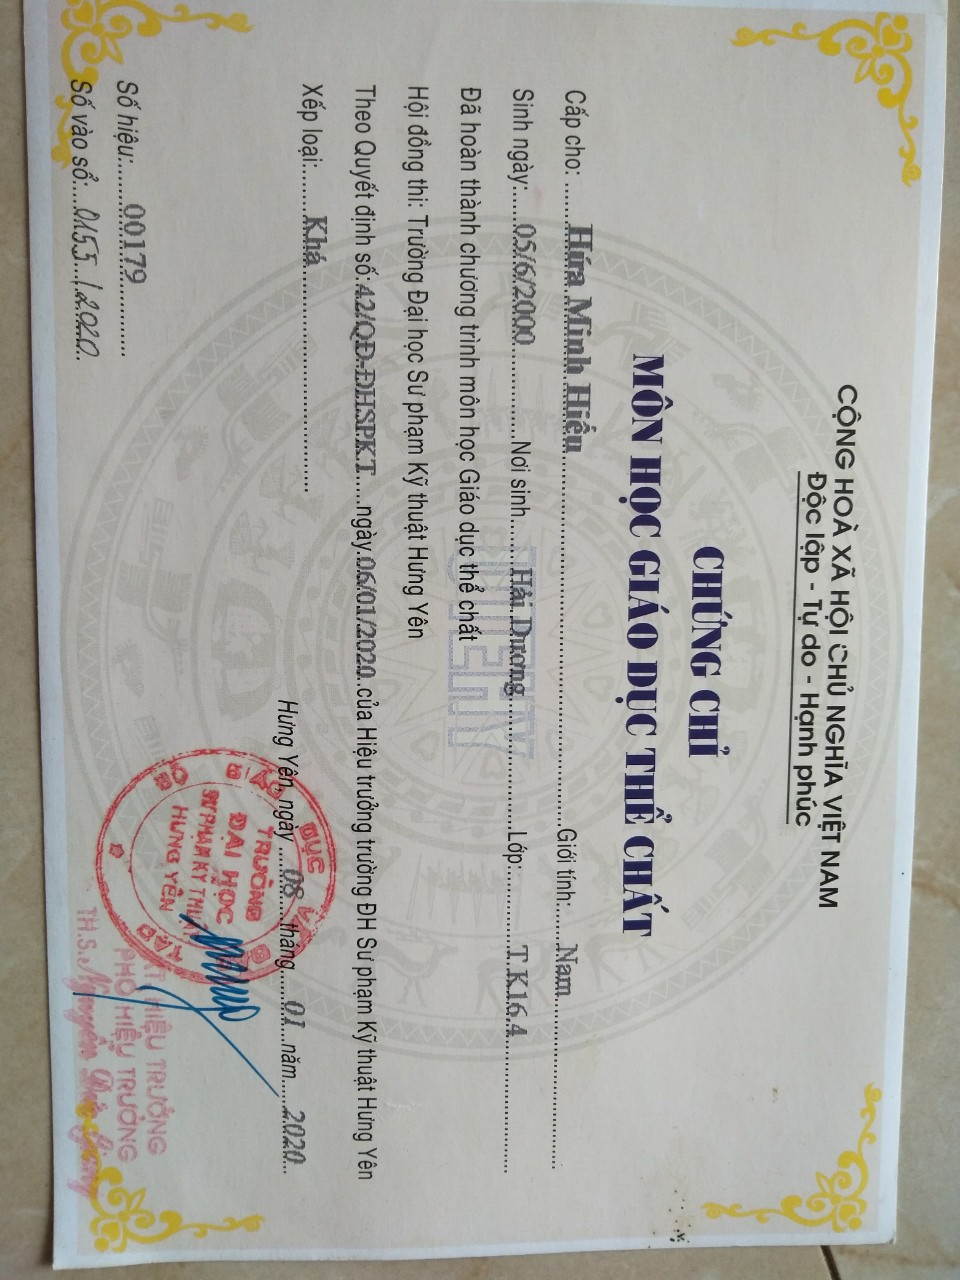 CỘNG HOÀ XÃ HỘI CHỦ NGHĨA VIỆT NAM
Độc lập - Tự do - Hạnh phúc
CHỨNG CHỈ
MÔN HỌC GIÁO DỤC THỂ CHẤT
Cấp cho: Hứa Minh Hiếu Giới tính: Nam
Sinh ngày: 05/6/2000 Nơi sinh Hải Dương Lớp: TK16.4
Đã hoàn thành chương trình môn học Giáo dục thể chất
Hội đồng thi: Trường Đại học Sư phạm Kỹ thuật Hưng Yên
Theo Quyết định số: 42/QĐ-ĐHSPKT ngày 06/01/2020 của Hiệu trưởng trường ĐH Sư phạm Kỹ thuật Hưng Yên
Xếp loại: Khá
Hưng Yên, ngày 08 tháng 01 năm 2020
KT. HIỆU TRƯỞNG
PHÓ HIỆU TRƯỞNG
BỘ GIÁO DỤC VÀ ĐÀO TẠO
TRƯỜNG
ĐẠI HỌC
SƯ PHẠM KỸ THUẬT
HƯNG YÊN
TH.S. Nguyễn
Số hiệu: 00179
Số vào sổ: 0155/2020
UTEHY